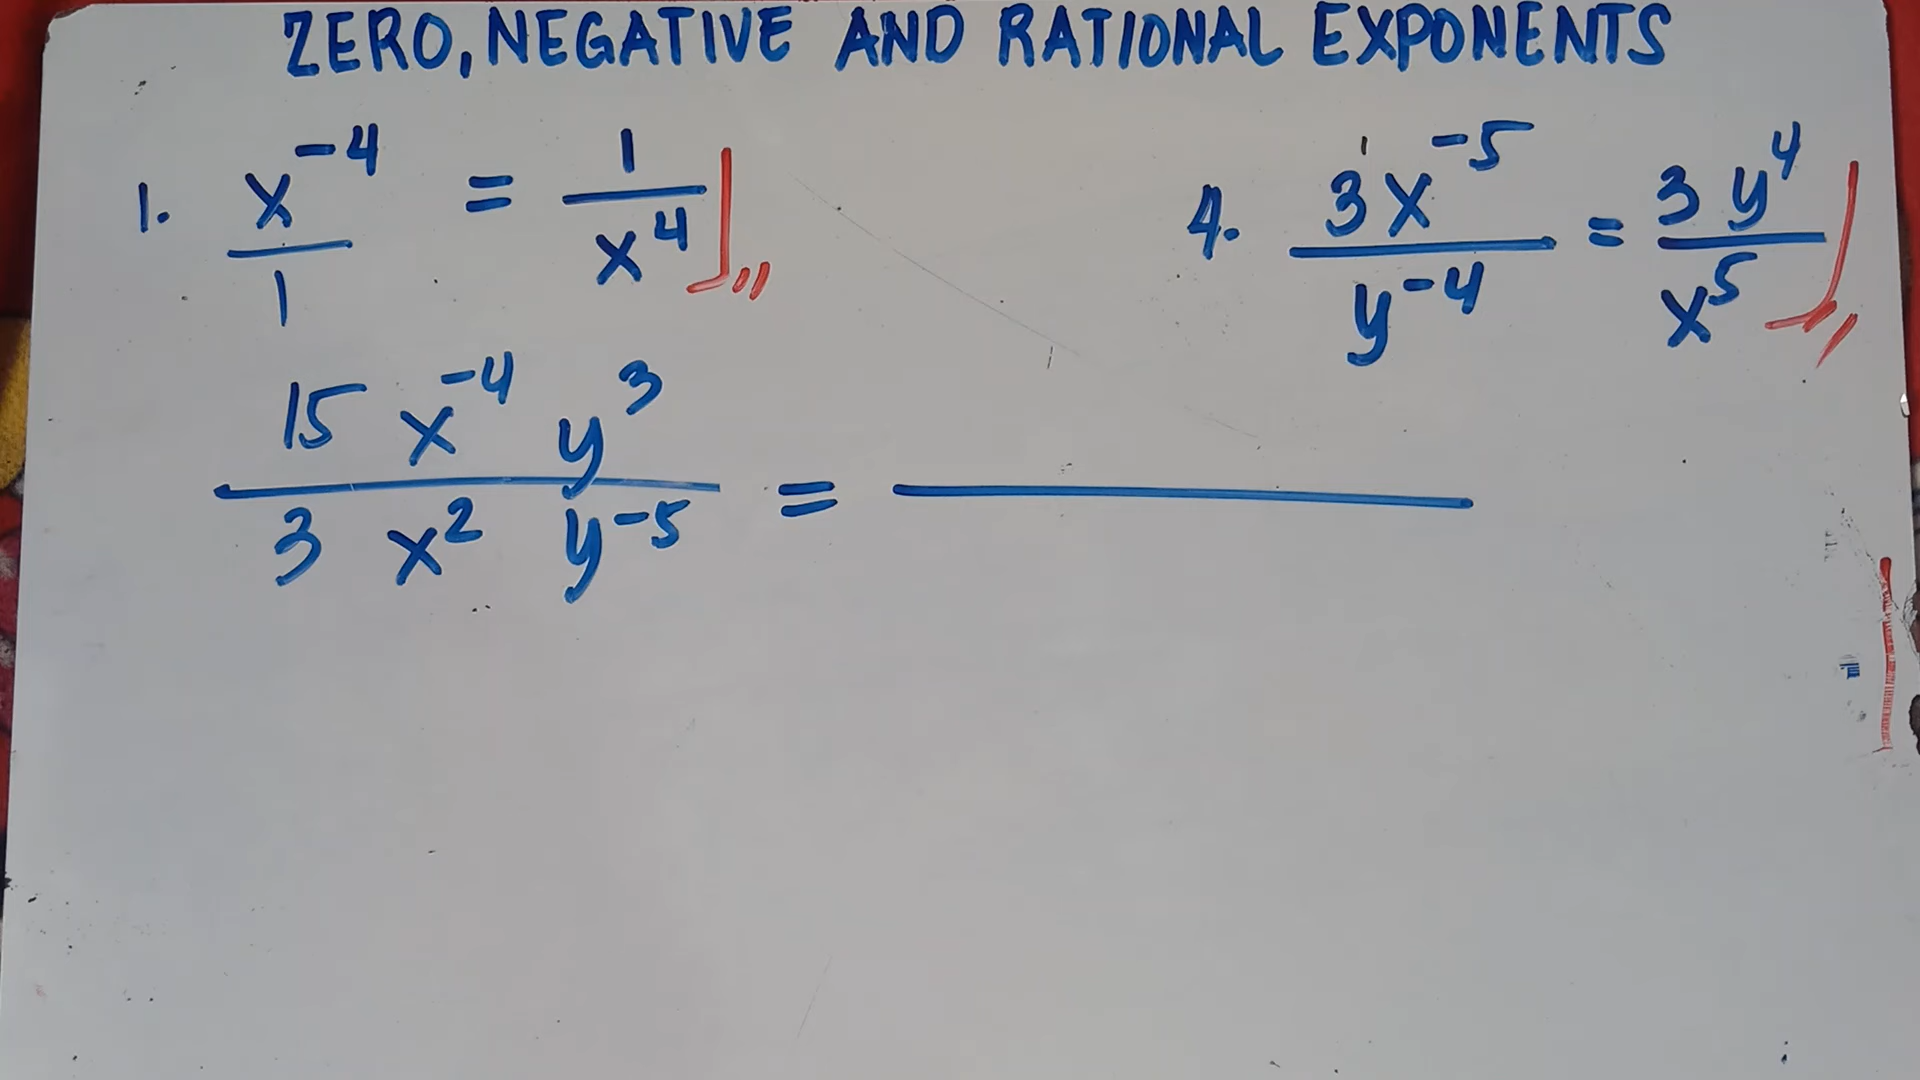 ZERO, NEGATIVE AND RATIONAL EXPONENTS
1. x^-4 / 1 = 1 / x^4
4. 3x^-5 / y^-4 = 3y^4 / x^5
15 x^-4 y^3 / 3 x^2 y^-5 =